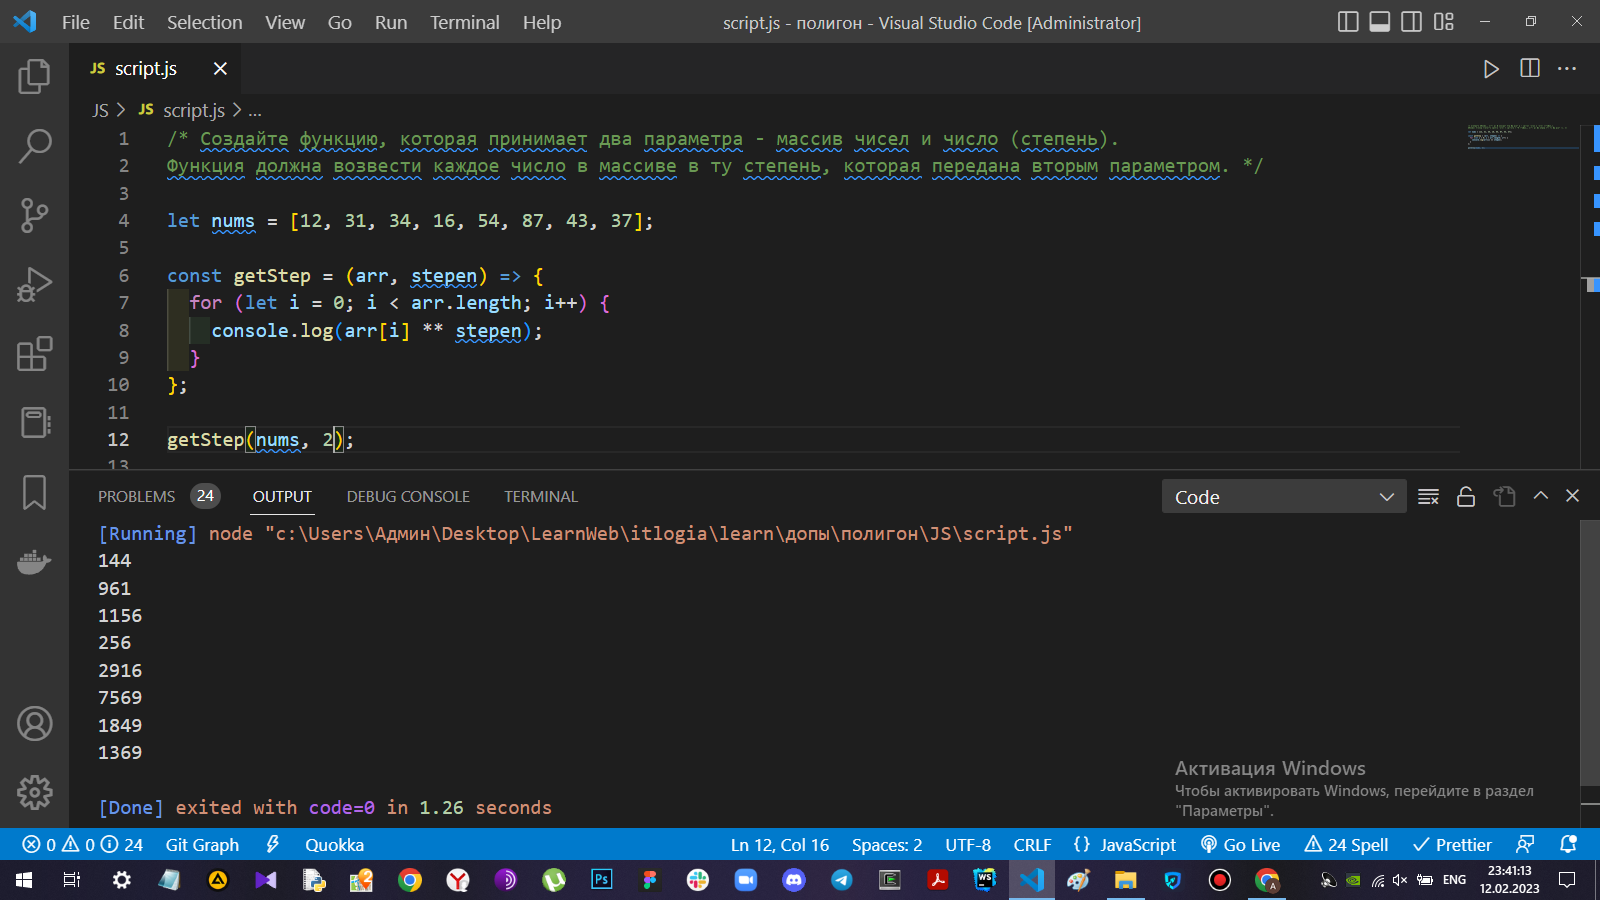 File Edit Selection View Go Run Terminal Help
script.js - полигон - Visual Studio Code [Administrator]
JS script.js
JS > JS script.js > ...
1 /* Создайте функцию, которая принимает два параметра - массив чисел и число (степень).
2 Функция должна возвести каждое число в массиве в ту степень, которая передана вторым параметром. */
3
4 let nums = [12, 31, 34, 16, 54, 87, 43, 37];
5
6 const getStep = (arr, stepen) => {
7 for (let i = 0; i < arr.length; i++) {
8 console.log(arr[i] ** stepen);
9 }
10 };
11
12 getStep(nums, 2);
13
PROBLEMS 24 OUTPUT DEBUG CONSOLE TERMINAL Code
[Running] node "c:\Users\Админ\Desktop\LearnWeb\itlogia\learn\допы\полигон\JS\script.js"
144
961
1156
256
2916
7569
1849
1369
[Done] exited with code=0 in 1.26 seconds
Активация Windows
Чтобы активировать Windows, перейдите в раздел
"Параметры".
0 0 24 Git Graph Quokka Ln 12, Col 16 Spaces: 2 UTF-8 CRLF {} JavaScript Go Live 24 Spell Prettier
Ps WS ENG 23:41:13
12.02.2023